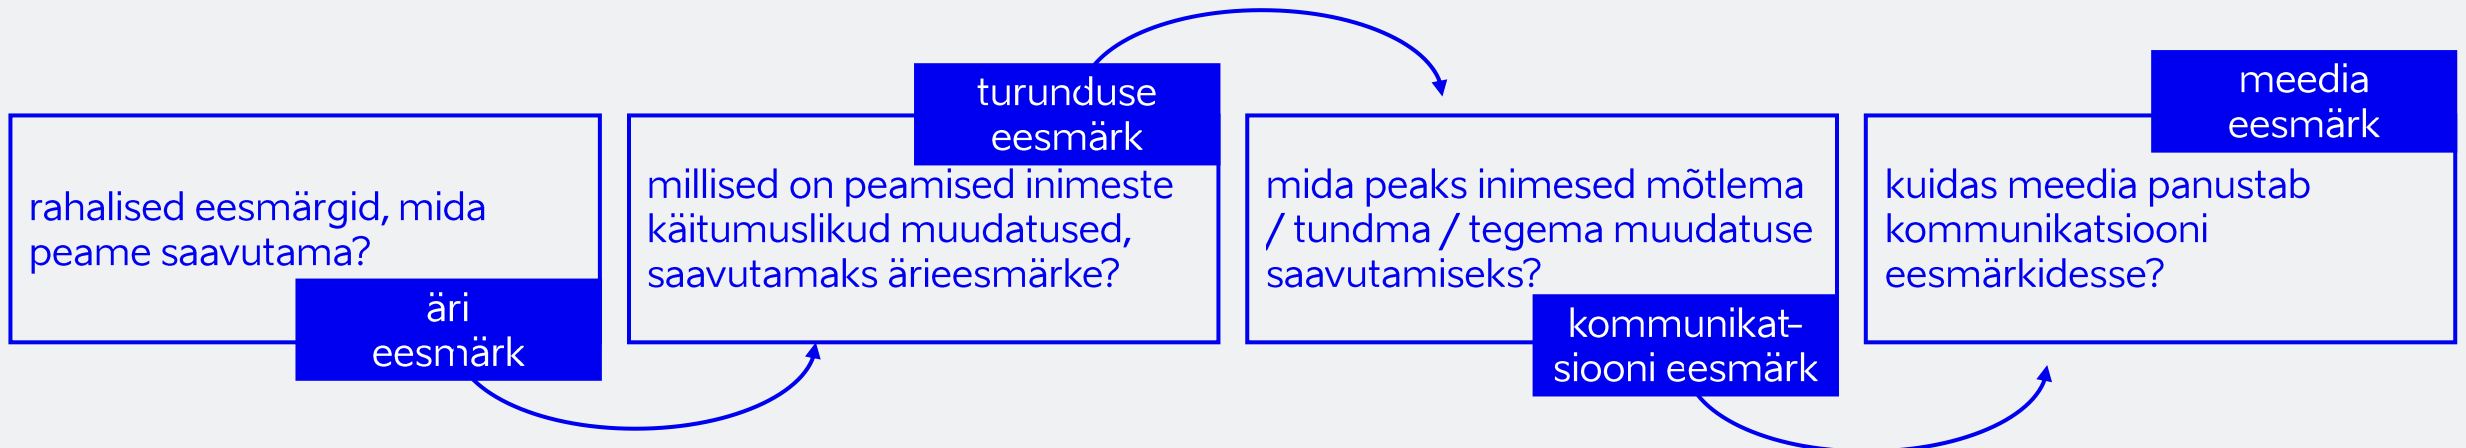 rahalised eesmärgid, mida
peame saavutama?
äri
eesmärk
turunduse
eesmärk
millised on peamised inimeste
käitumuslikud muudatused,
saavutamaks ärieesmärke?
mida peaks inimesed mõtlema
/ tundma / tegema muudatuse
saavutamiseks?
kommunikat-
siooni eesmärk
meedia
eesmärk
kuidas meedia panustab
kommunikatsiooni
eesmärkidesse?